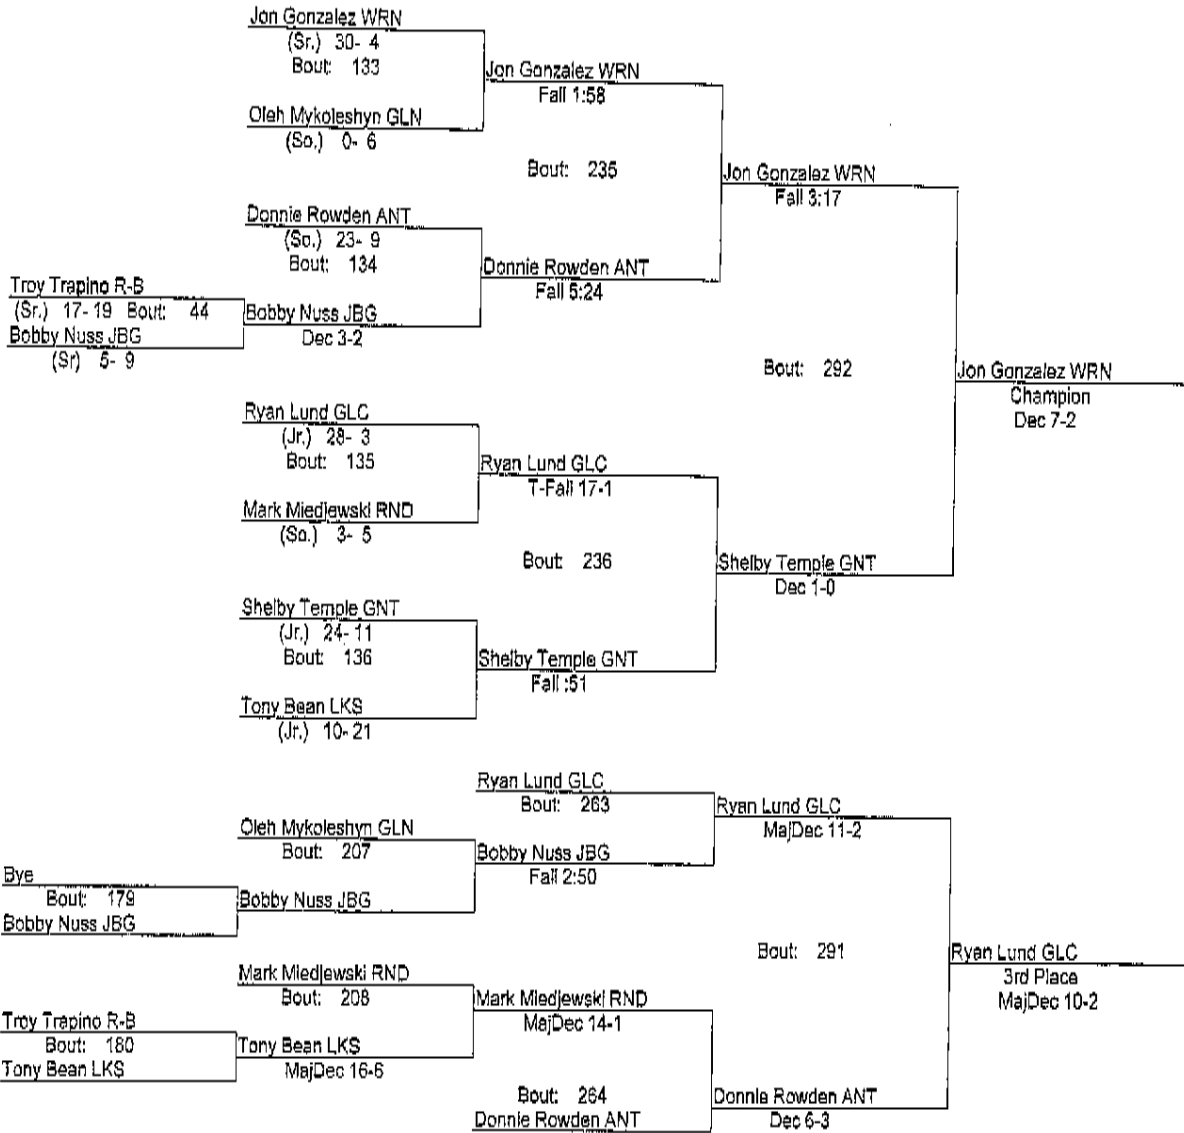 Jon Gonzalez WRN
(Sr.) 30- 4
Bout: 133
Jon Gonzalez WRN
Fall 1:58
Oleh Mykoleshyn GLN
(So.) 0- 6
Bout: 235
Jon Gonzalez WRN
Fall 3:17
Donnie Rowden ANT
(So.) 23- 9
Bout: 134
Donnie Rowden ANT
Fall 5:24
Troy Trapino R-B
(Sr.) 17- 19 Bout: 44
Bobby Nuss JBG
Dec 3-2
Bobby Nuss JBG
(Sr) 5- 9
Bout: 292
Jon Gonzalez WRN
Champion
Dec 7-2
Ryan Lund GLC
(Jr.) 28- 3
Bout: 135
Ryan Lund GLC
T-Fall 17-1
Mark Miedjewski RND
(So.) 3- 5
Bout: 236
Shelby Temple GNT
Dec 1-0
Shelby Temple GNT
(Jr.) 24- 11
Bout: 136
Shelby Temple GNT
Fall :51
Tony Bean LKS
(Jr.) 10- 21
Ryan Lund GLC
Bout: 263
Ryan Lund GLC
MajDec 11-2
Oleh Mykoleshyn GLN
Bout: 207
Bobby Nuss JBG
Fall 2:50
Bye
Bout: 179
Bobby Nuss JBG
Bobby Nuss JBG
Bout: 291
Ryan Lund GLC
3rd Place
MajDec 10-2
Mark Miedjewski RND
Bout: 208
Mark Miedjewski RND
MajDec 14-1
Troy Trapino R-B
Bout: 180
Tony Bean LKS
MajDec 16-6
Tony Bean LKS
Bout: 264
Donnie Rowden ANT
Dec 6-3
Donnie Rowden ANT